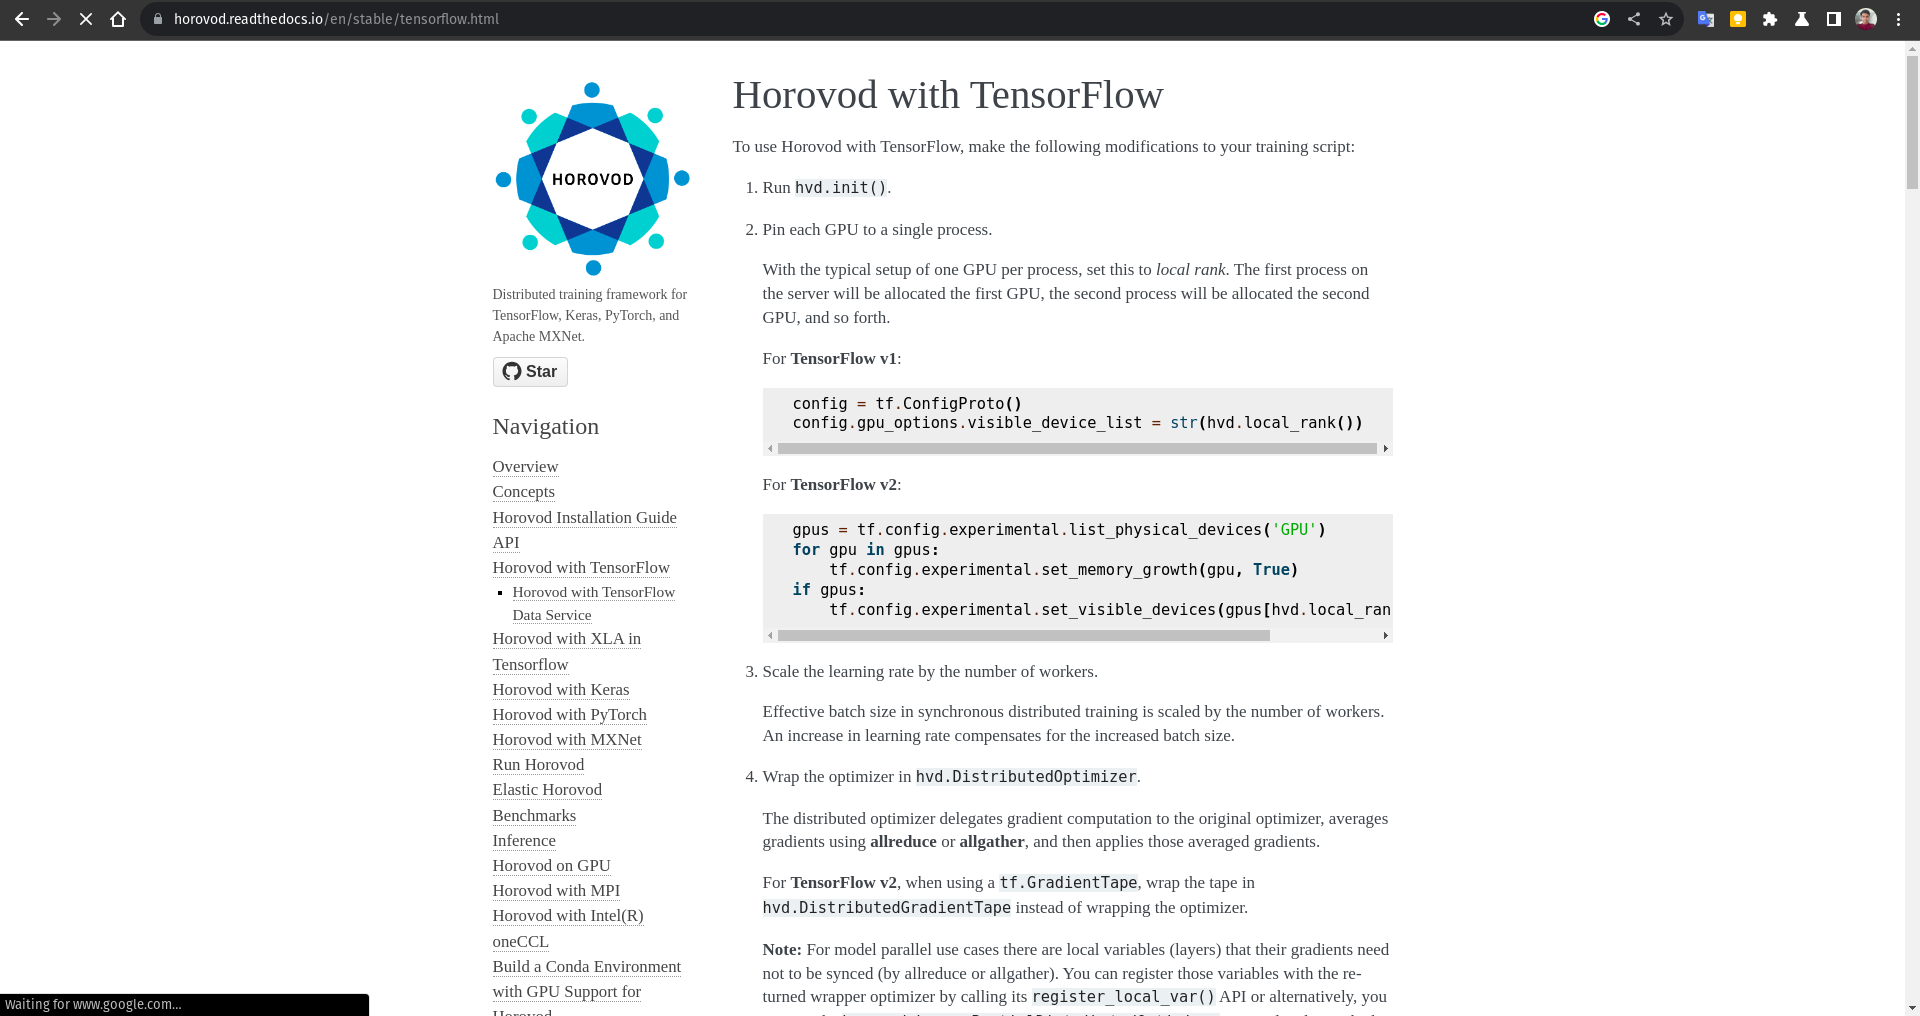 horovod.readthedocs.io/en/stable/tensorflow.html
HOROVOD
Distributed training framework for
TensorFlow, Keras, PyTorch, and
Apache MXNet.
Star
Navigation
Overview
Concepts
Horovod Installation Guide
API
Horovod with TensorFlow
Horovod with TensorFlow
Data Service
Horovod with XLA in
Tensorflow
Horovod with Keras
Horovod with PyTorch
Horovod with MXNet
Run Horovod
Elastic Horovod
Benchmarks
Inference
Horovod on GPU
Horovod with MPI
Horovod with Intel(R)
oneCCL
Build a Conda Environment
with GPU Support for
Horovod
Horovod with TensorFlow
To use Horovod with TensorFlow, make the following modifications to your training script:
1. Run hvd.init().
2. Pin each GPU to a single process.
With the typical setup of one GPU per process, set this to local rank. The first process on
the server will be allocated the first GPU, the second process will be allocated the second
GPU, and so forth.
For TensorFlow v1:
config = tf.ConfigProto()
config.gpu_options.visible_device_list = str(hvd.local_rank())
For TensorFlow v2:
gpus = tf.config.experimental.list_physical_devices('GPU')
for gpu in gpus:
    tf.config.experimental.set_memory_growth(gpu, True)
if gpus:
    tf.config.experimental.set_visible_devices(gpus[hvd.local_ran
3. Scale the learning rate by the number of workers.
Effective batch size in synchronous distributed training is scaled by the number of workers.
An increase in learning rate compensates for the increased batch size.
4. Wrap the optimizer in hvd.DistributedOptimizer.
The distributed optimizer delegates gradient computation to the original optimizer, averages
gradients using allreduce or allgather, and then applies those averaged gradients.
For TensorFlow v2, when using a tf.GradientTape, wrap the tape in
hvd.DistributedGradientTape instead of wrapping the optimizer.
Note: For model parallel use cases there are local variables (layers) that their gradients need
not to be synced (by allreduce or allgather). You can register those variables with the re-
turned wrapper optimizer by calling its register_local_var() API or alternatively, you
Waiting for www.google.com...